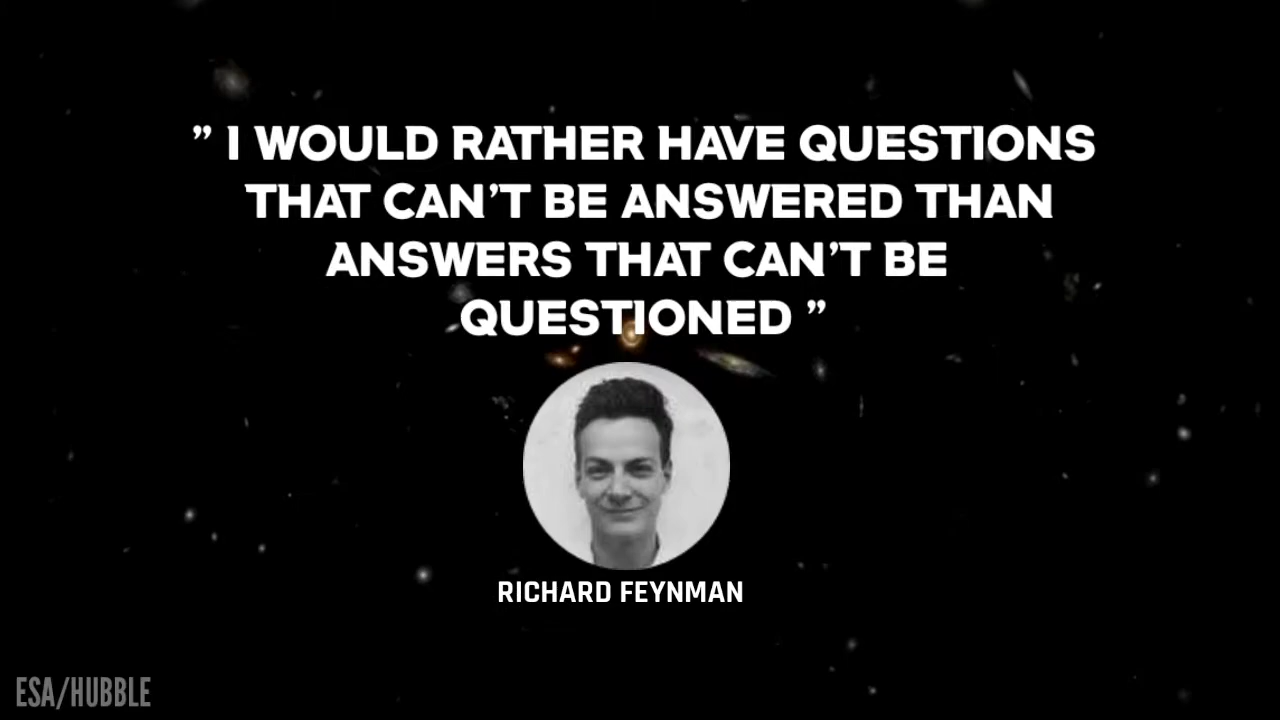 ” I WOULD RATHER HAVE QUESTIONS
THAT CAN’T BE ANSWERED THAN
ANSWERS THAT CAN’T BE
QUESTIONED ”
RICHARD FEYNMAN
ESA/HUBBLE